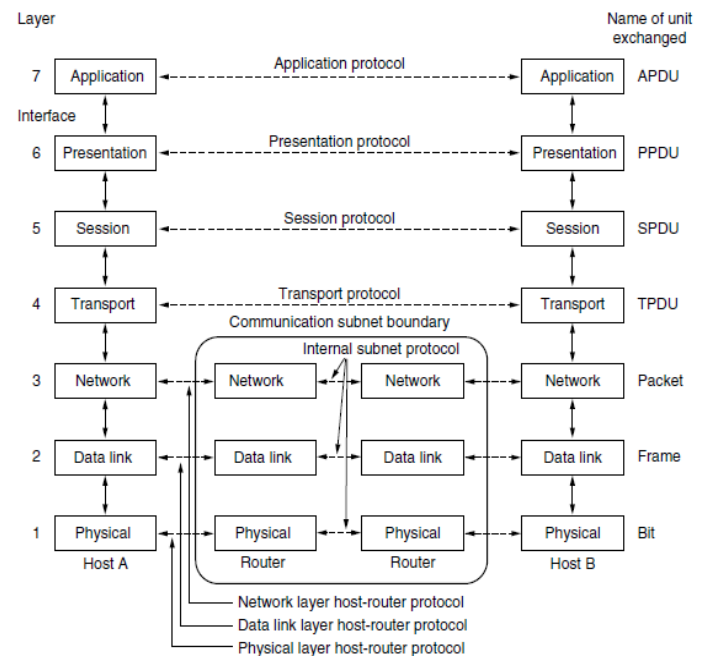 Layer
Name of unit
exchanged
7 Application Application protocol Application APDU
Interface
6 Presentation Presentation protocol Presentation PPDU
5 Session Session protocol Session SPDU
4 Transport Transport protocol Transport TPDU
Communication subnet boundary
Internal subnet protocol
3 Network Network Network Network Packet
2 Data link Data link Data link Data link Frame
1 Physical Physical Physical Physical Bit
Host A Router Router Host B
Network layer host-router protocol
Data link layer host-router protocol
Physical layer host-router protocol